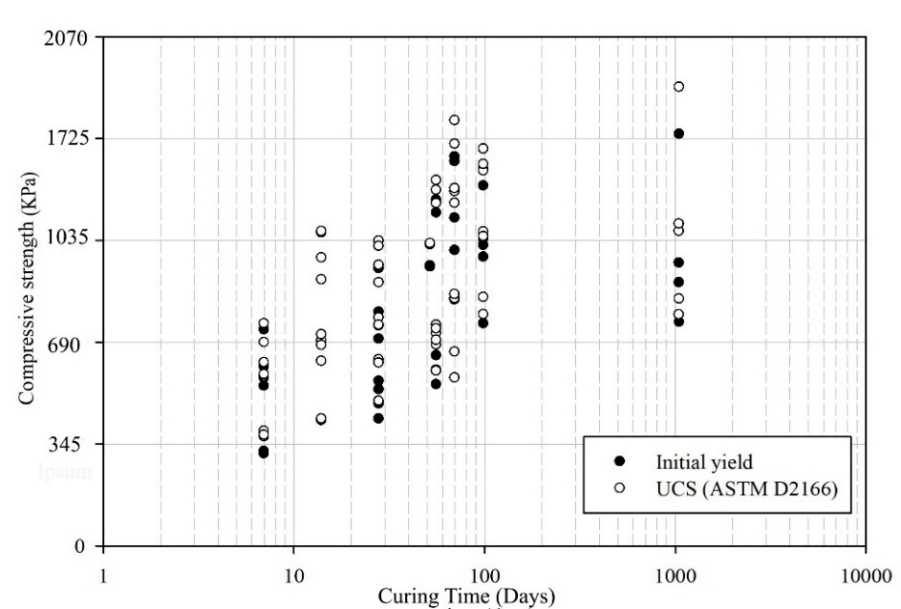 2070
1725
1035
690
345
0
Compressive strength (KPa)
Ipsum
Initial yield
UCS (ASTM D2166)
1 10 100 1000 10000
Curing Time (Days)